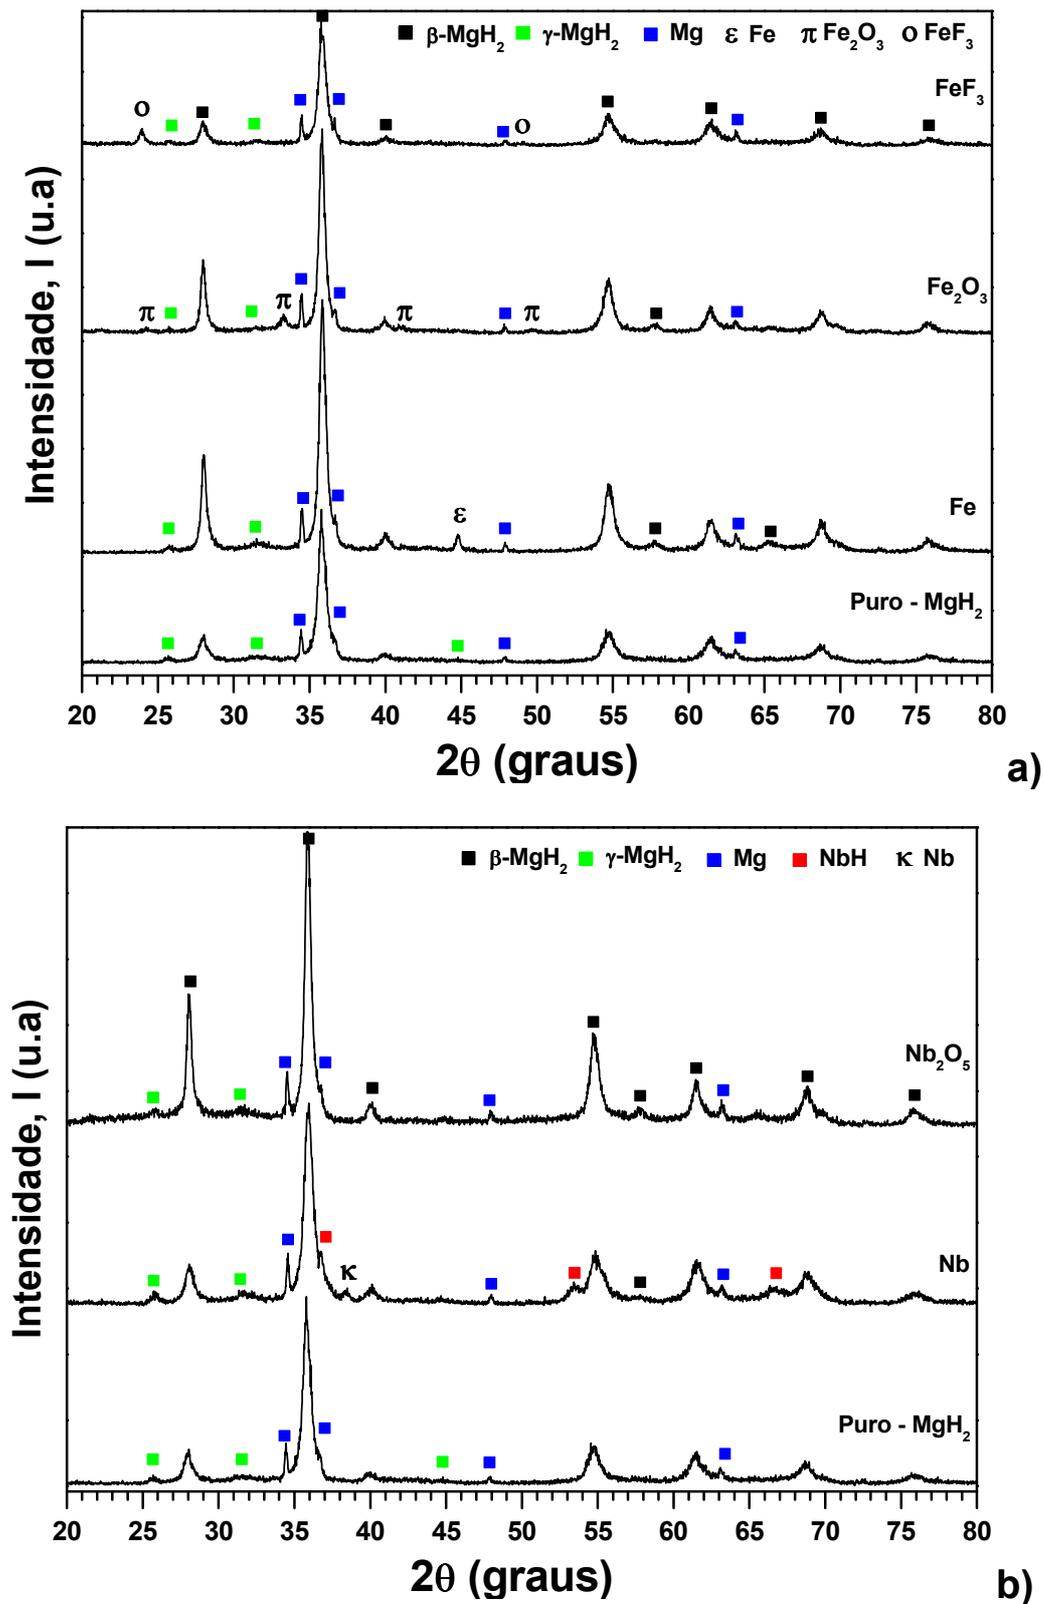 ■ β-MgH2 ■ γ-MgH2 ■ Mg ε Fe π Fe2O3 o FeF3
FeF3
o
o
Fe2O3
π
π
π
π
Fe
ε
Puro - MgH2
Intensidade, I (u.a)
20 25 30 35 40 45 50 55 60 65 70 75 80
2θ (graus)
a)
■ β-MgH2 ■ γ-MgH2 ■ Mg ■ NbH κ Nb
Nb2O5
Nb
κ
Puro - MgH2
Intensidade, I (u.a)
20 25 30 35 40 45 50 55 60 65 70 75 80
2θ (graus)
b)